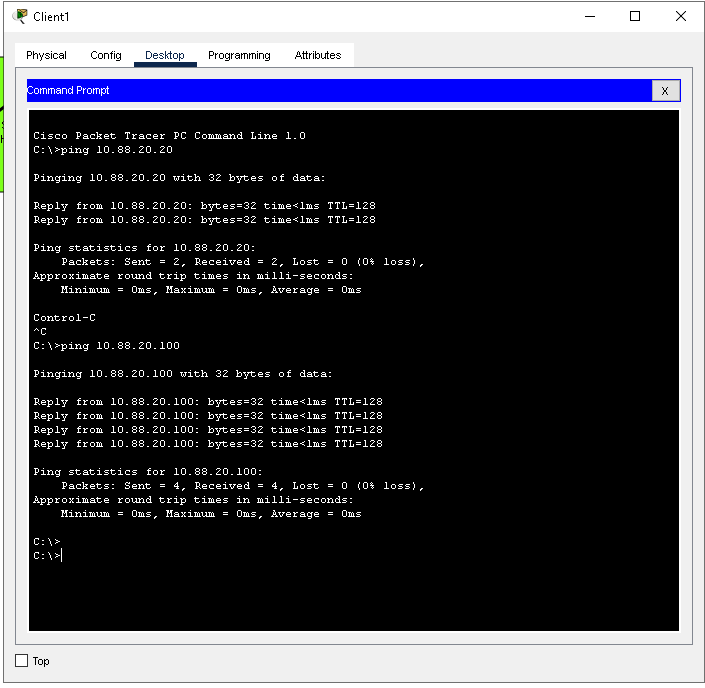 Client1
Physical Config Desktop Programming Attributes
Command Prompt
X
Cisco Packet Tracer PC Command Line 1.0
C:\>ping 10.88.20.20
Pinging 10.88.20.20 with 32 bytes of data:
Reply from 10.88.20.20: bytes=32 time<1ms TTL=128
Reply from 10.88.20.20: bytes=32 time<1ms TTL=128
Ping statistics for 10.88.20.20:
Packets: Sent = 2, Received = 2, Lost = 0 (0% loss),
Approximate round trip times in milli-seconds:
Minimum = 0ms, Maximum = 0ms, Average = 0ms
Control-C
^C
C:\>ping 10.88.20.100
Pinging 10.88.20.100 with 32 bytes of data:
Reply from 10.88.20.100: bytes=32 time<1ms TTL=128
Reply from 10.88.20.100: bytes=32 time<1ms TTL=128
Reply from 10.88.20.100: bytes=32 time<1ms TTL=128
Reply from 10.88.20.100: bytes=32 time<1ms TTL=128
Ping statistics for 10.88.20.100:
Packets: Sent = 4, Received = 4, Lost = 0 (0% loss),
Approximate round trip times in milli-seconds:
Minimum = 0ms, Maximum = 0ms, Average = 0ms
C:\>
C:\>
Top